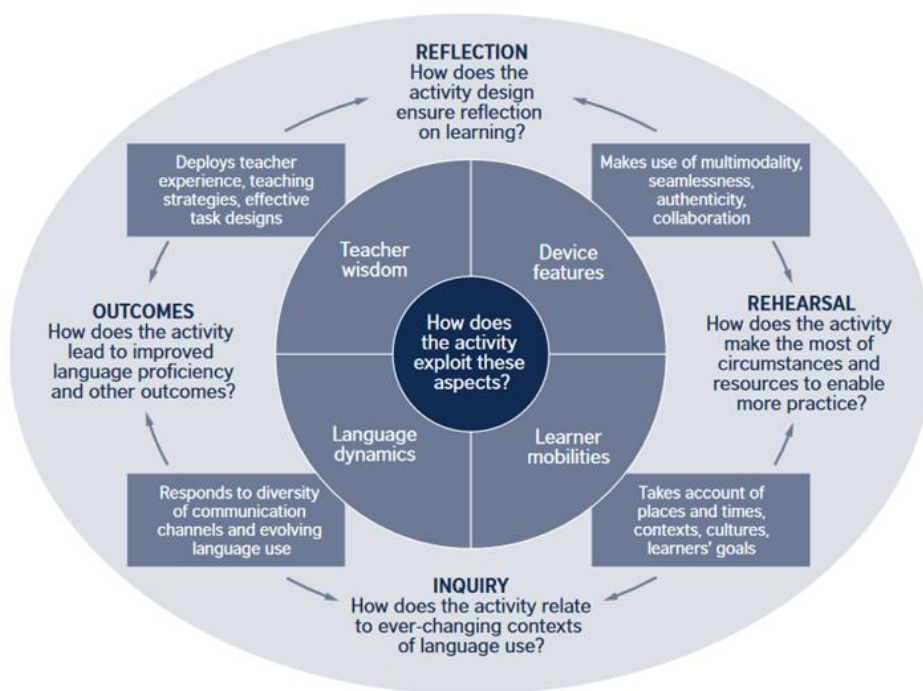 REFLECTION
How does the
activity design
ensure reflection
on learning?
Deploys teacher
experience, teaching
strategies, effective
task designs
Makes use of multimodality,
seamlessness,
authenticity,
collaboration
Teacher
wisdom
Device
features
OUTCOMES
How does the activity
lead to improved
language proficiency
and other outcomes?
How does
the activity
exploit these
aspects?
REHEARSAL
How does the activity
make the most of
circumstances and
resources to enable
more practice?
Language
dynamics
Learner
mobilities
Responds to diversity
of communication
channels and evolving
language use
Takes account of
places and times,
contexts, cultures,
learners' goals
INQUIRY
How does the activity relate
to ever-changing contexts
of language use?